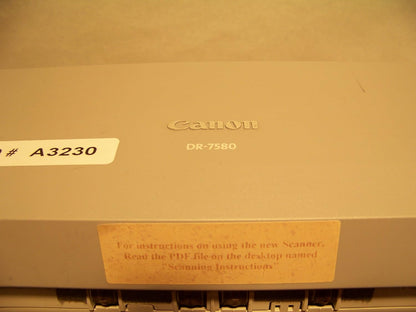 Canon
DR-7580
# A3230
For instructions on using the new Scanner,
Read the PDF file on the desktop named
"Scanning Instructions"